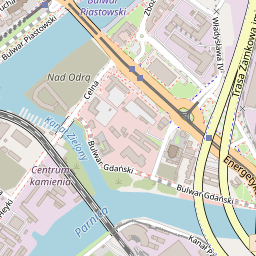 Bulwar
Piastowski
Bulwar Piastowski
Władysława IV
Trasa Zamkowa im
Nad Odrą
Celna
Kanał Zielony
Bulwar Gdański
Centrum
kamienia
Bulwar Gdański
Parnica